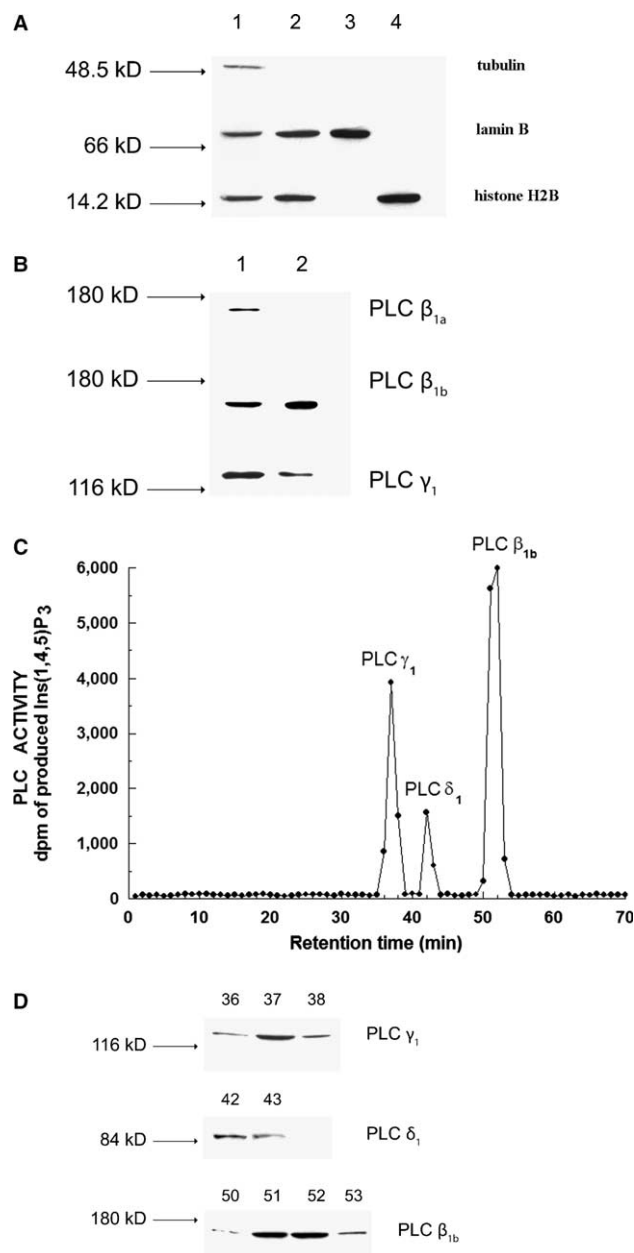 A
1 2 3 4
48.5 kD tubulin
66 kD lamin B
14.2 kD histone H2B
B
1 2
180 kD PLC β1a
180 kD PLC β1b
116 kD PLC γ1
C
PLC ACTIVITY
dpm of produced Ins(1,4,5)P3
6,000
5,000
4,000
3,000
2,000
1,000
0
PLC β1b
PLC γ1
PLC δ1
0 10 20 30 40 50 60 70
Retention time (min)
D
36 37 38
116 kD PLC γ1
42 43
84 kD PLC δ1
50 51 52 53
180 kD PLC β1b